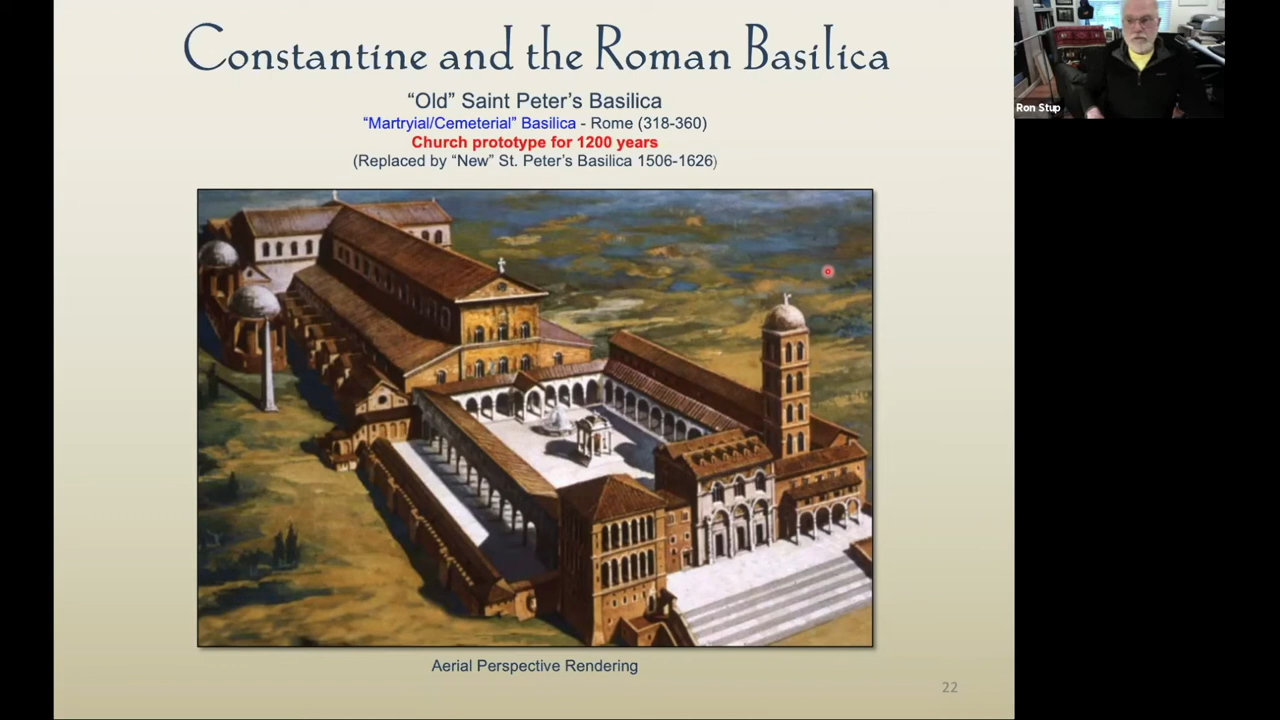 Constantine and the Roman Basilica
“Old” Saint Peter’s Basilica
“Martryial/Cemeterial” Basilica - Rome (318-360)
Church prototype for 1200 years
(Replaced by “New” St. Peter’s Basilica 1506-1626)
Ron Stup
Aerial Perspective Rendering
22